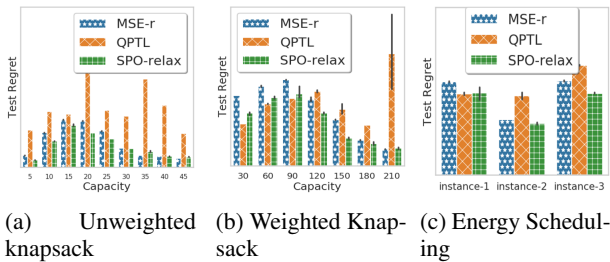 MSE-r
QPTL
SPO-relax
Test Regret
5 10 15 20 25 30 35 40 45
Capacity
MSE-r
QPTL
SPO-relax
Test Regret
30 60 90 120 150 180 210
Capacity
MSE-r
QPTL
SPO-relax
Test Regret
instance-1 instance-2 instance-3
(a) Unweighted
knapsack
(b) Weighted Knap-
sack
(c) Energy Schedul-
ing